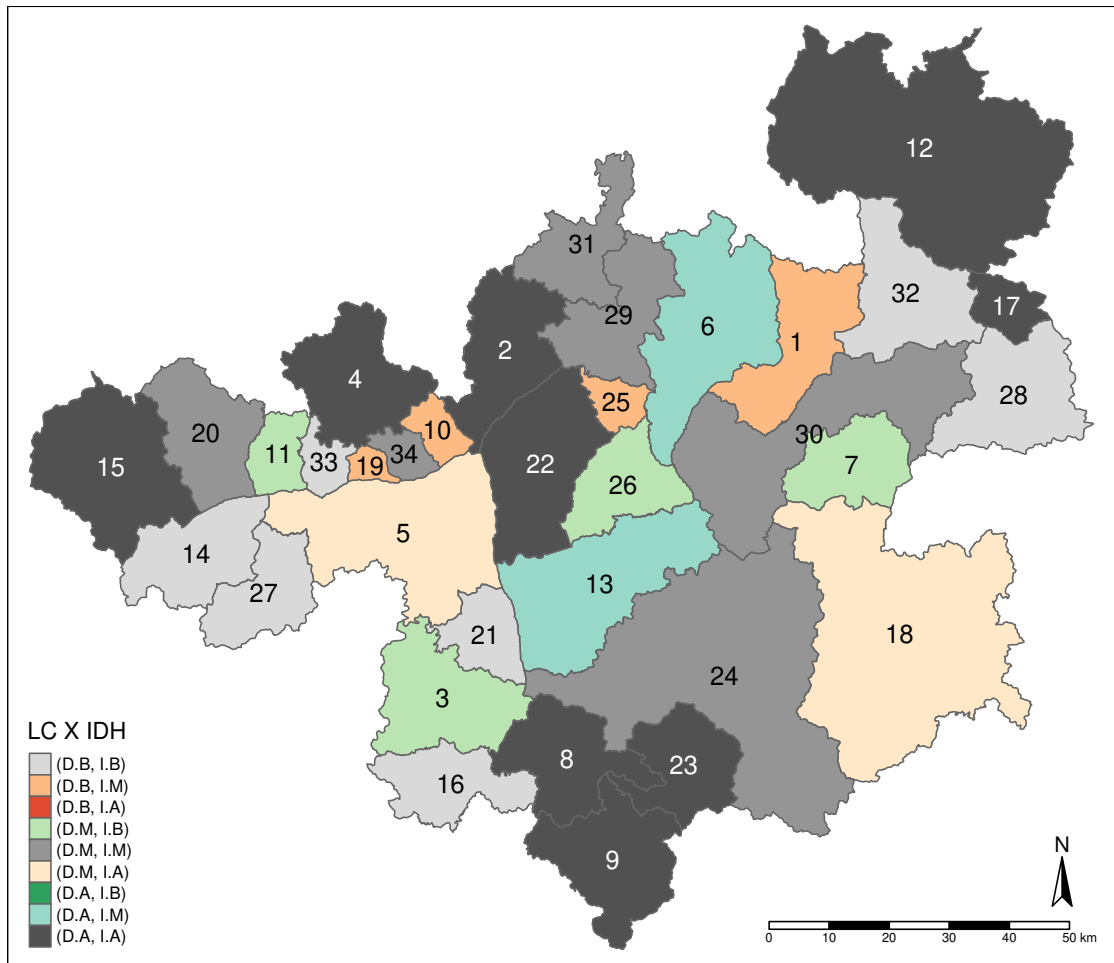 12
31
32
17
29
6
1
2
4
28
25
10
20
30
11
33
19
34
22
7
15
26
5
14
13
27
21
18
24
3
8
23
16
9
LC X IDH
(D.B, I.B)
(D.B, I.M)
(D.B, I.A)
(D.M, I.B)
(D.M, I.M)
(D.M, I.A)
(D.A, I.B)
(D.A, I.M)
(D.A, I.A)
N
0 10 20 30 40 50 km